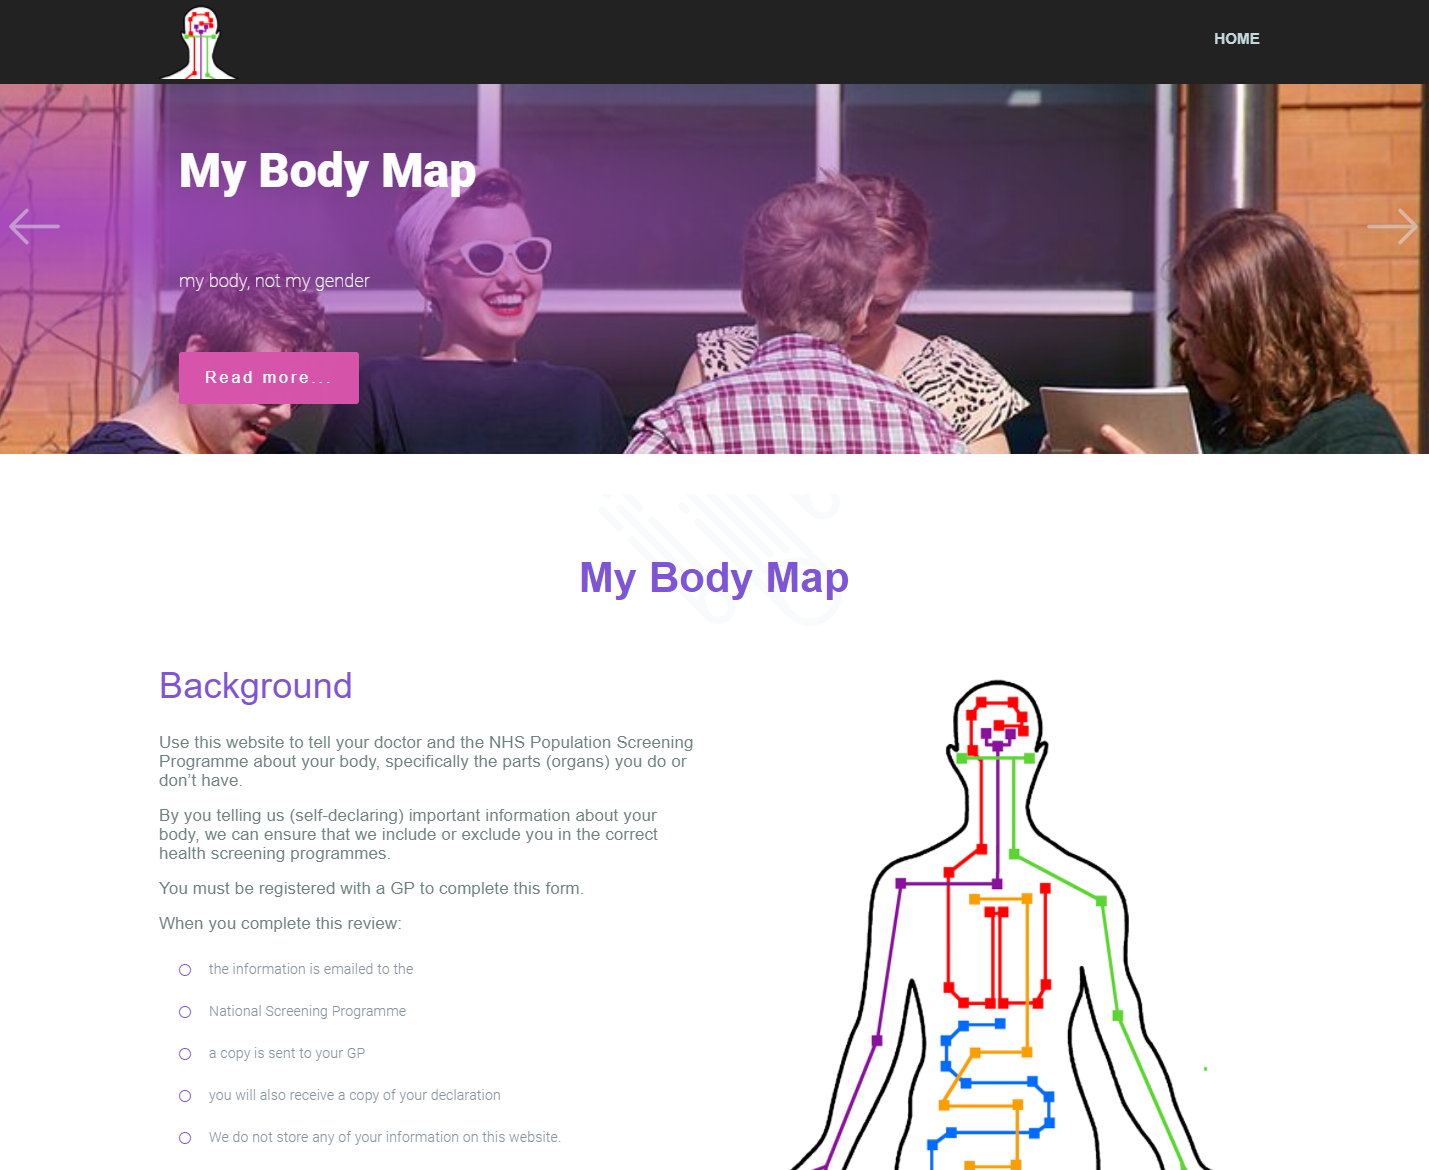 HOME
My Body Map
my body, not my gender
Read more...
My Body Map
Background
Use this website to tell your doctor and the NHS Population Screening
Programme about your body, specifically the parts (organs) you do or
don’t have.
By you telling us (self-declaring) important information about your
body, we can ensure that we include or exclude you in the correct
health screening programmes.
You must be registered with a GP to complete this form.
When you complete this review:
the information is emailed to the
National Screening Programme
a copy is sent to your GP
you will also receive a copy of your declaration
We do not store any of your information on this website.